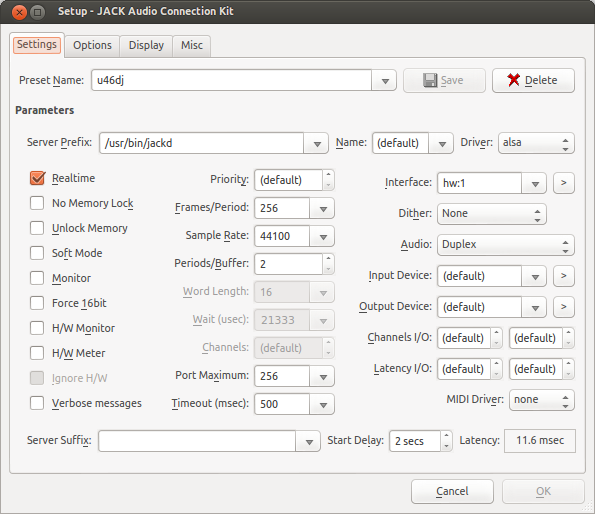 Setup - JACK Audio Connection Kit
Settings Options Display Misc
Preset Name: u46dj Save Delete
Parameters
Server Prefix: /usr/bin/jackd Name: (default) Driver: alsa
Realtime Priority: (default) Interface: hw:1 >
No Memory Lock Frames/Period: 256 Dither: None
Unlock Memory Sample Rate: 44100 Audio: Duplex
Soft Mode Periods/Buffer: 2 Input Device: (default) >
Monitor Word Length: 16 Output Device: (default) >
Force 16bit Wait (usec): 21333 Channels I/O: (default) (default)
H/W Monitor Channels: (default) Latency I/O: (default) (default)
H/W Meter Port Maximum: 256 MIDI Driver: none
Ignore H/W
Verbose messages Timeout (msec): 500
Server Suffix: Start Delay: 2 secs Latency: 11.6 msec
Cancel OK